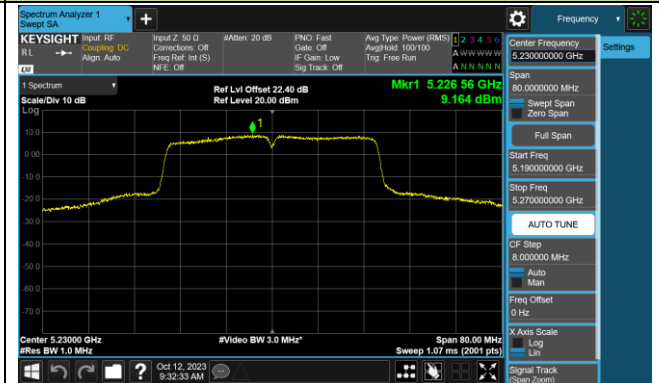 Spectrum Analyzer 1
Swept SA
Frequency
KEYSIGHT
RL
LXI
Input: RF
Coupling: DC
Align: Auto
Input Z: 50 Ω
Corrections: Off
Freq Ref: Int (S)
NFE: Off
#Atten: 20 dB
PNO: Fast
Gate: Off
IF Gain: Low
Sig Track: Off
Avg Type: Power (RMS)
Avg|Hold: 100/100
Trig: Free Run
1 2 3 4 5 6
A W W W W W
A N N N N N
1 Spectrum
Scale/Div 10 dB
Log
Ref Lvl Offset 22.40 dB
Ref Level 20.00 dBm
Mkr1 5.226 56 GHz
9.164 dBm
1
10.0
0.00
-10.0
-20.0
-30.0
-40.0
-50.0
-60.0
-70.0
Center 5.23000 GHz
#Res BW 1.0 MHz
#Video BW 3.0 MHz*
Span 80.00 MHz
Sweep 1.07 ms (2001 pts)
Oct 12, 2023
9:32:33 AM
Center Frequency
5.230000000 GHz
Settings
Span
80.0000000 MHz
Swept Span
Zero Span
Full Span
Start Freq
5.190000000 GHz
Stop Freq
5.270000000 GHz
AUTO TUNE
CF Step
8.000000 MHz
Auto
Man
Freq Offset
0 Hz
X Axis Scale
Log
Lin
Signal Track
(Span Zoom)